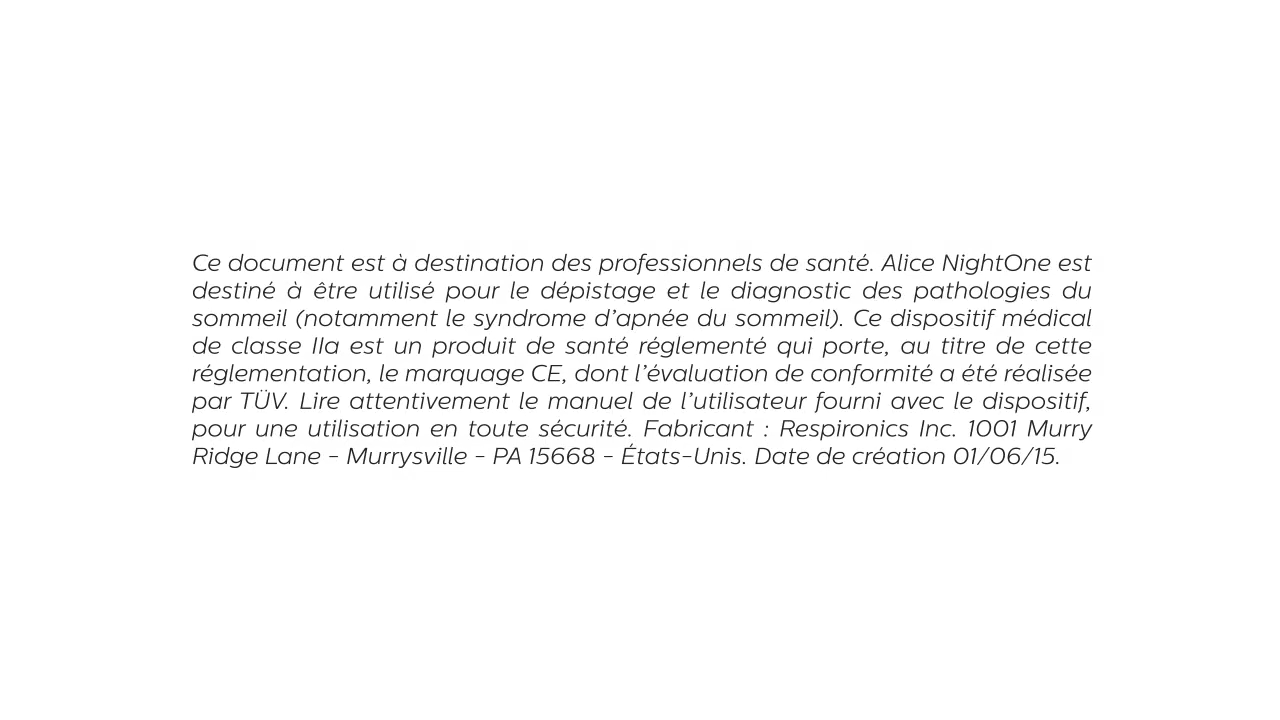 Ce document est à destination des professionnels de santé. Alice NightOne est
destiné à être utilisé pour le dépistage et le diagnostic des pathologies du
sommeil (notamment le syndrome d’apnée du sommeil). Ce dispositif médical
de classe IIa est un produit de santé réglementé qui porte, au titre de cette
réglementation, le marquage CE, dont l’évaluation de conformité a été réalisée
par TÜV. Lire attentivement le manuel de l’utilisateur fourni avec le dispositif,
pour une utilisation en toute sécurité. Fabricant : Respironics Inc. 1001 Murry
Ridge Lane - Murrysville - PA 15668 - États-Unis. Date de création 01/06/15.